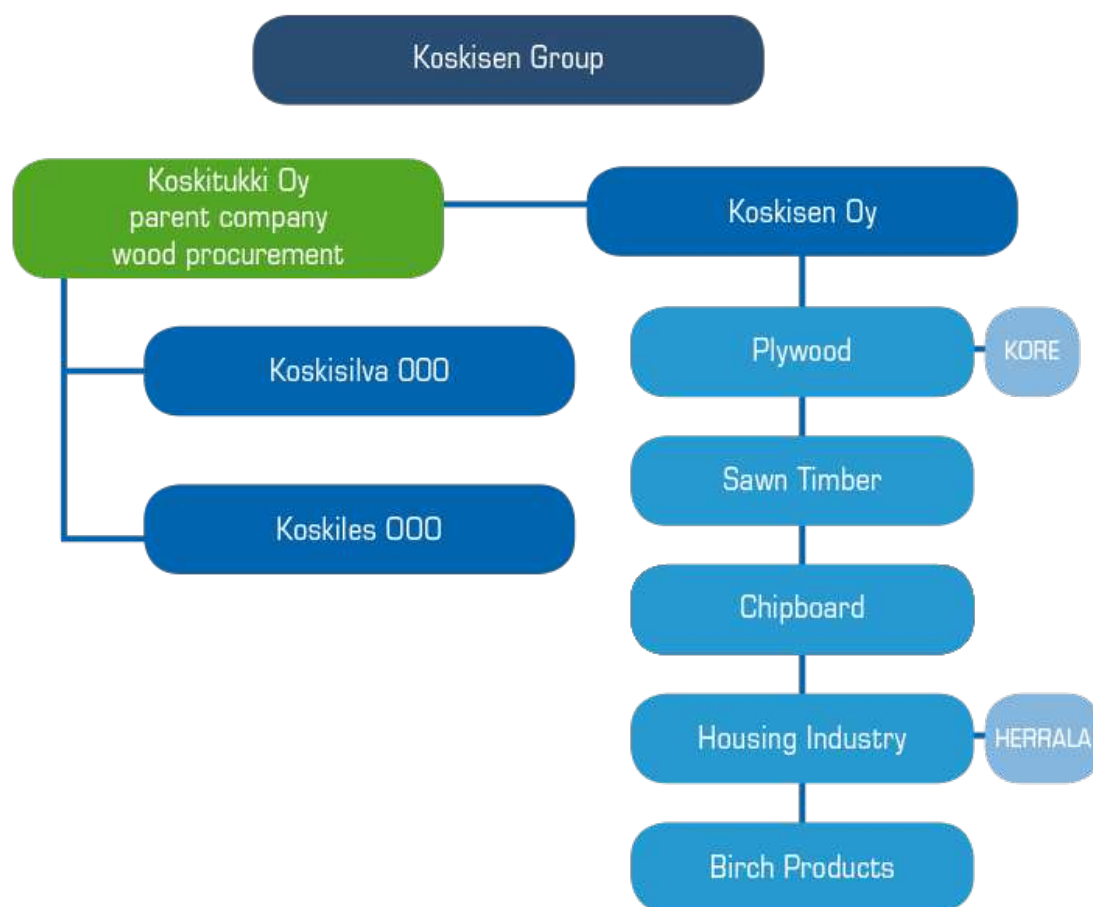 Koskisen Group
Koskitukki Oy
parent company
wood procurement
Koskisilva OOO
Koskiles OOO
Koskisen Oy
Plywood
KORE
Sawn Timber
Chipboard
Housing Industry
HERRALA
Birch Products